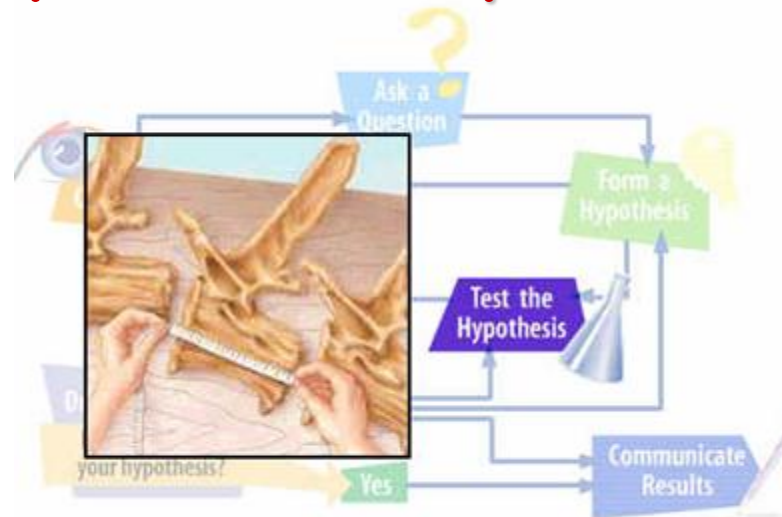 Ask a
Question
Form a
Hypothesis
Test the
Hypothesis
your hypothesis?
Yes
Communicate
Results